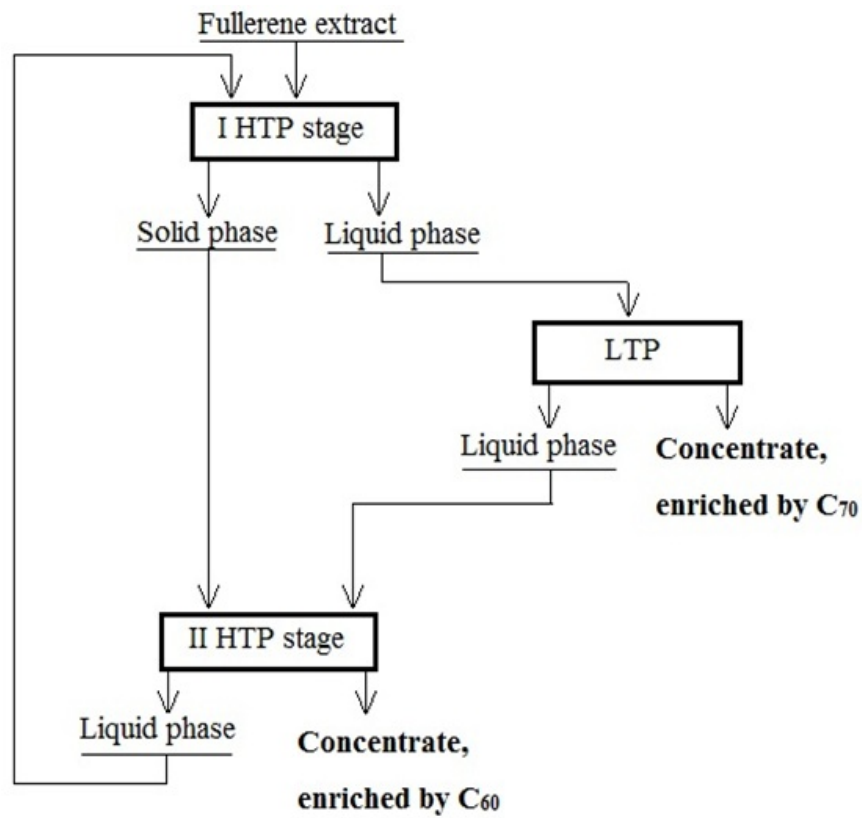 Fullerene extract
I HTP stage
Solid phase
Liquid phase
LTP
Liquid phase
Concentrate,
enriched by C₇₀
II HTP stage
Liquid phase
Concentrate,
enriched by C₆₀